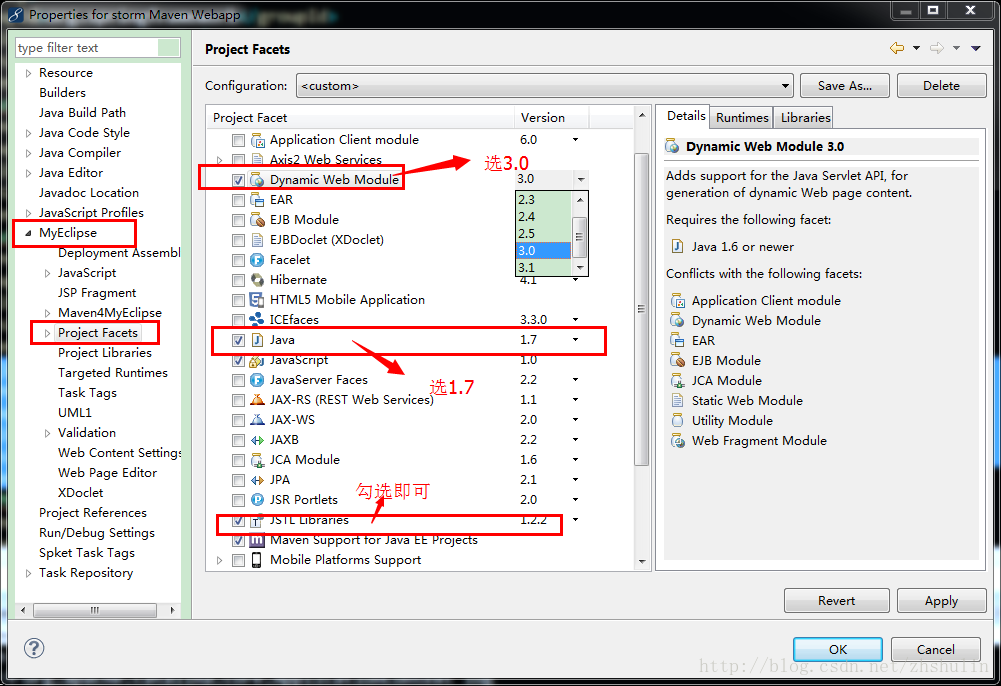 Properties for storm Maven Webapp
groupId>
type filter text
Resource
Builders
Java Build Path
Java Code Style
Java Compiler
Java Editor
Javadoc Location
JavaScript Profiles
MyEclipse
Deployment Assembl
JavaScript
JSP Fragment
Maven4MyEclipse
Project Facets
Project Libraries
Targeted Runtimes
Task Tags
UML1
Validation
Web Content Settings
Web Page Editor
XDoclet
Project References
Run/Debug Settings
Spket Task Tags
Task Repository
Project Facets
Configuration: <custom> Save As... Delete
Project Facet Version
Application Client module 6.0
Axis2 Web Services
选3.0
Dynamic Web Module 3.0
EAR
EJB Module
EJBDoclet (XDoclet)
Facelet
Hibernate 4.1
2.3
2.4
2.5
3.0
3.1
HTML5 Mobile Application
ICEfaces 3.3.0
Java 1.7
JavaScript 1.0
JavaServer Faces 2.2
选1.7
JAX-RS (REST Web Services) 1.1
JAX-WS 2.0
JAXB 2.2
JCA Module 1.6
JPA 2.1
勾选即可
JSR Portlets 2.0
JSTL Libraries 1.2.2
Maven Support for Java EE Projects
Mobile Platforms Support
Details Runtimes Libraries
Dynamic Web Module 3.0
Adds support for the Java Servlet API, for
generation of dynamic Web page content.
Requires the following facet:
Java 1.6 or newer
Conflicts with the following facets:
Application Client module
Dynamic Web Module
EAR
EJB Module
JCA Module
Static Web Module
Utility Module
Web Fragment Module
Revert Apply
OK Cancel
http://blog.csdn.net/zhshulin